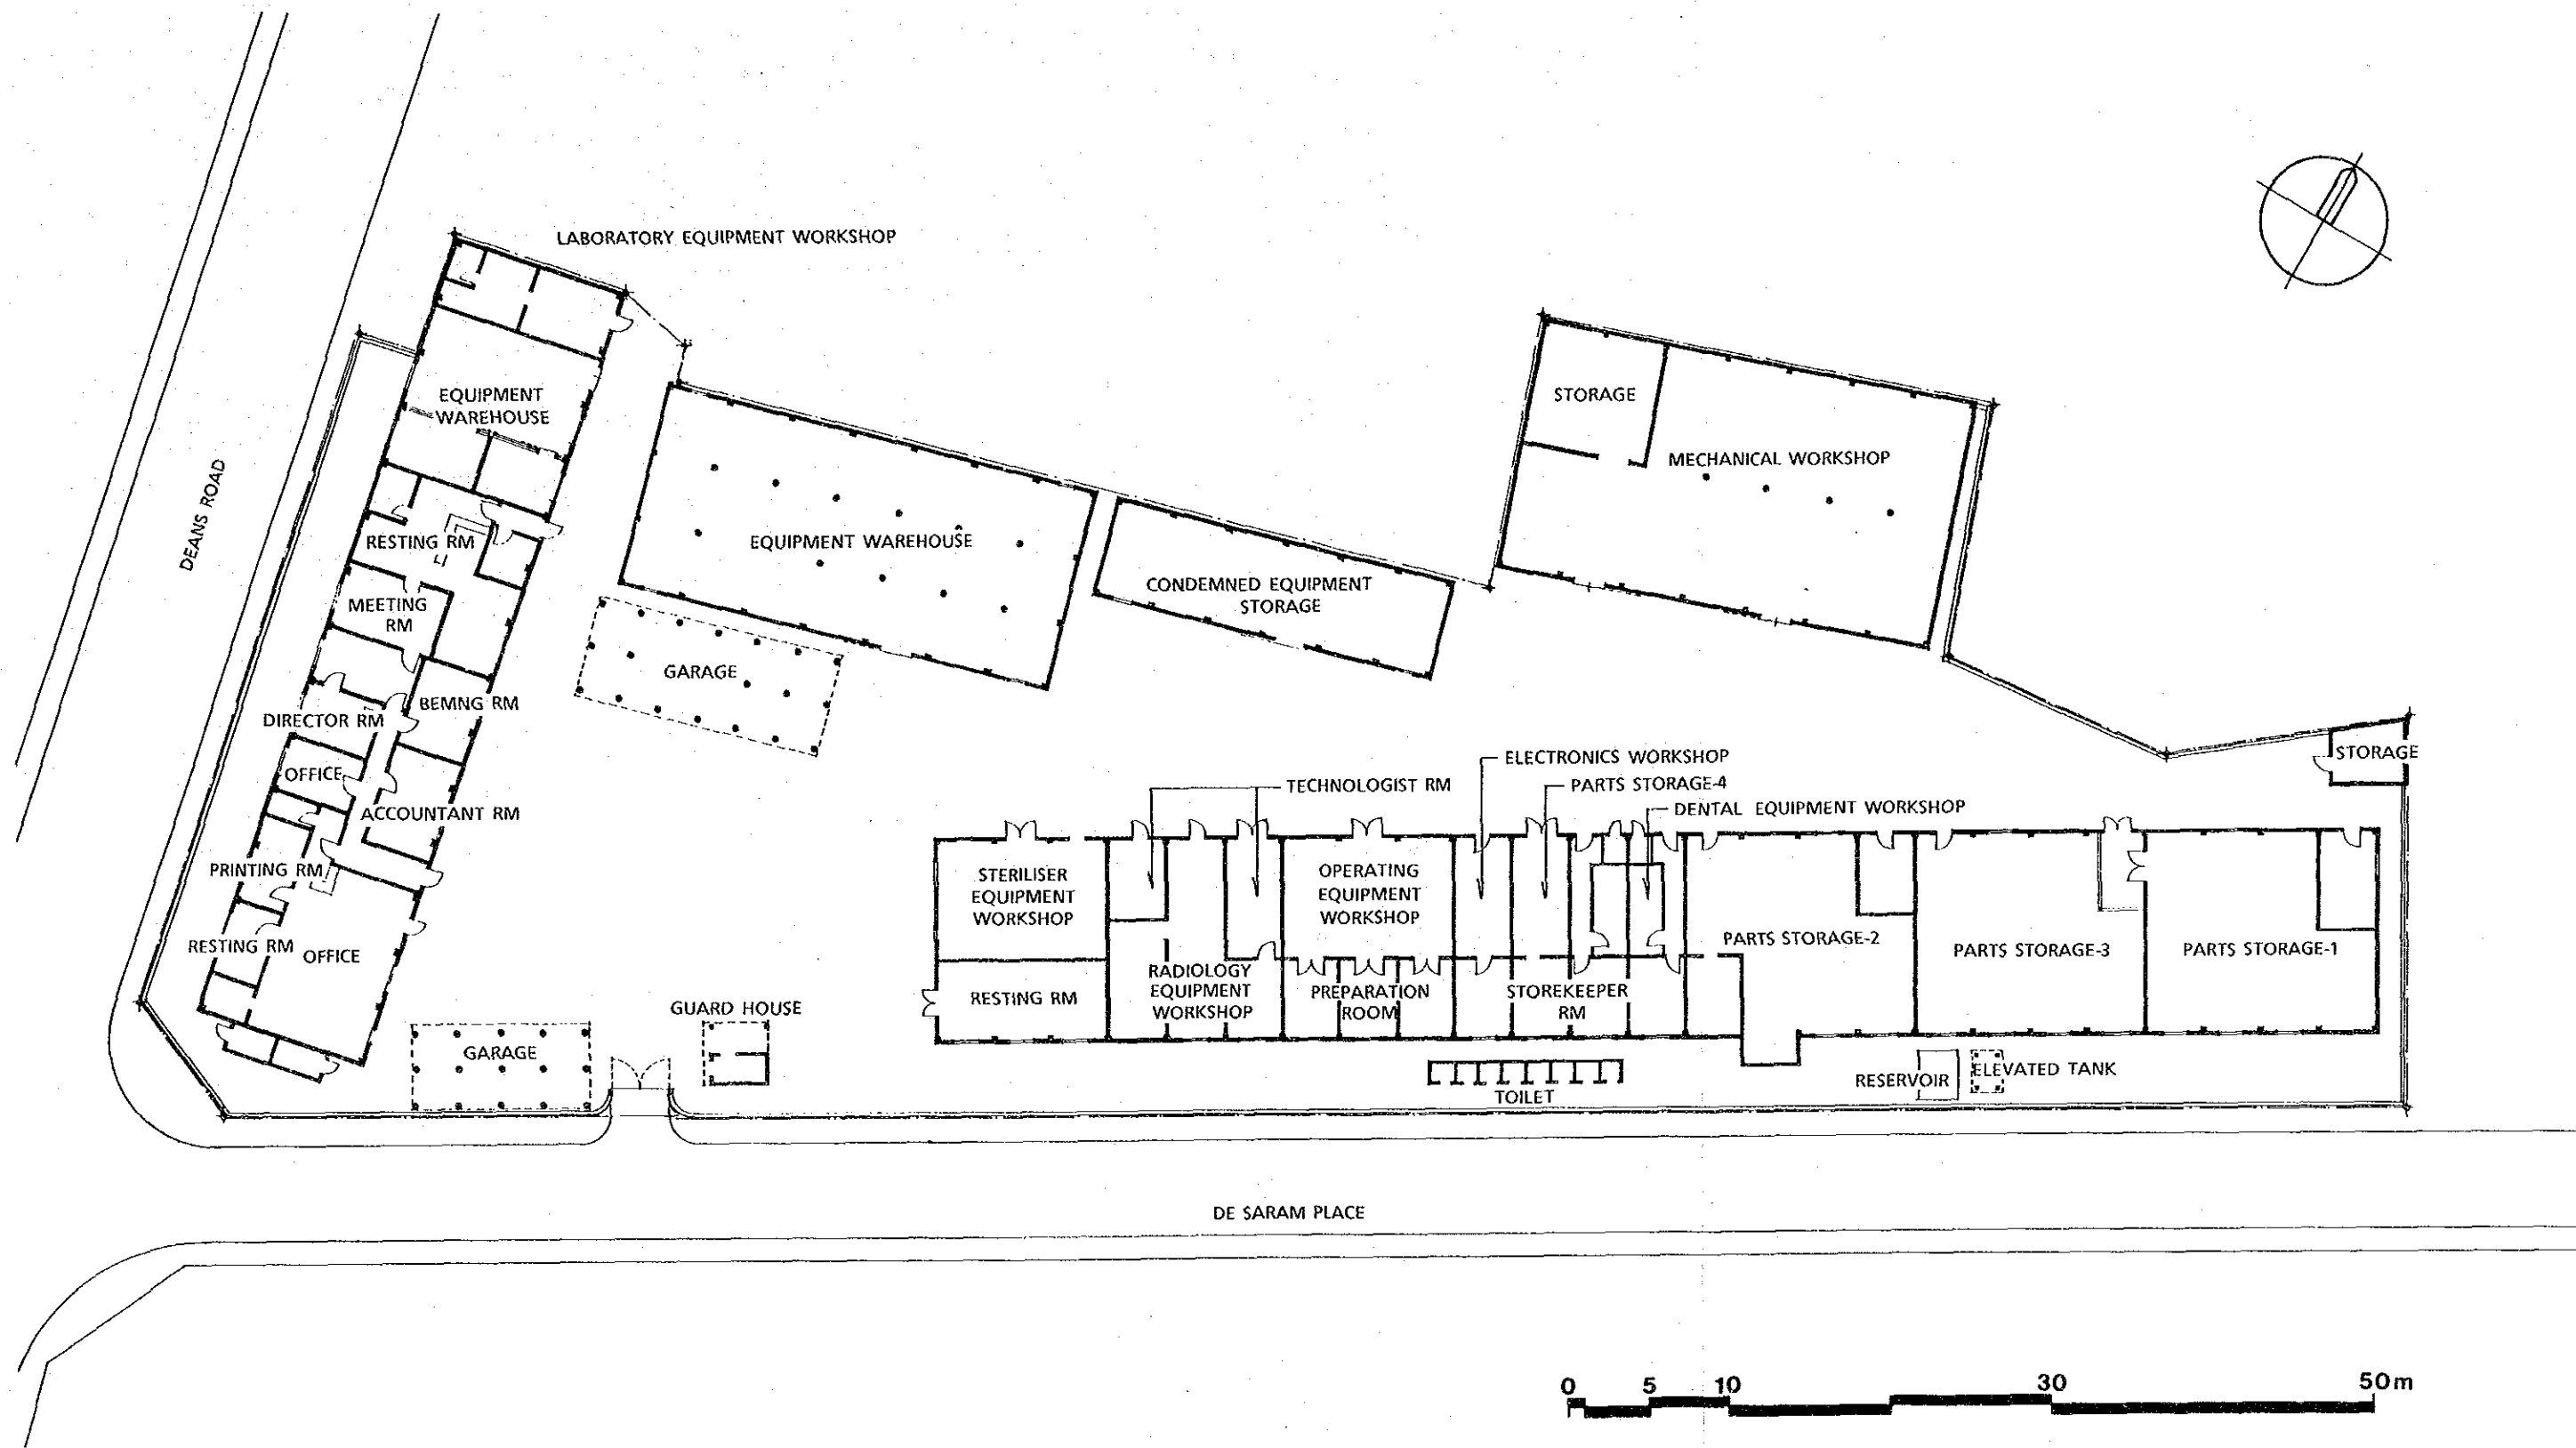 LABORATORY EQUIPMENT WORKSHOP
EQUIPMENT
WAREHOUSE
STORAGE
MECHANICAL WORKSHOP
DEANS ROAD
RESTING RM
EQUIPMENT WAREHOUSE
CONDEMNED EQUIPMENT
STORAGE
MEETING
RM
GARAGE
BEMNG RM
DIRECTOR RM
OFFICE
ACCOUNTANT RM
ELECTRONICS WORKSHOP
STORAGE
TECHNOLOGIST RM
PARTS STORAGE-4
DENTAL EQUIPMENT WORKSHOP
PRINTING RM
STERILISER
EQUIPMENT
WORKSHOP
OPERATING
EQUIPMENT
WORKSHOP
RESTING RM
OFFICE
PARTS STORAGE-2
PARTS STORAGE-3
PARTS STORAGE-1
RESTING RM
RADIOLOGY
EQUIPMENT
WORKSHOP
PREPARATION
ROOM
STOREKEEPER
RM
GUARD HOUSE
GARAGE
TOILET
RESERVOIR
ELEVATED TANK
DE SARAM PLACE
0 5 10 30 50m